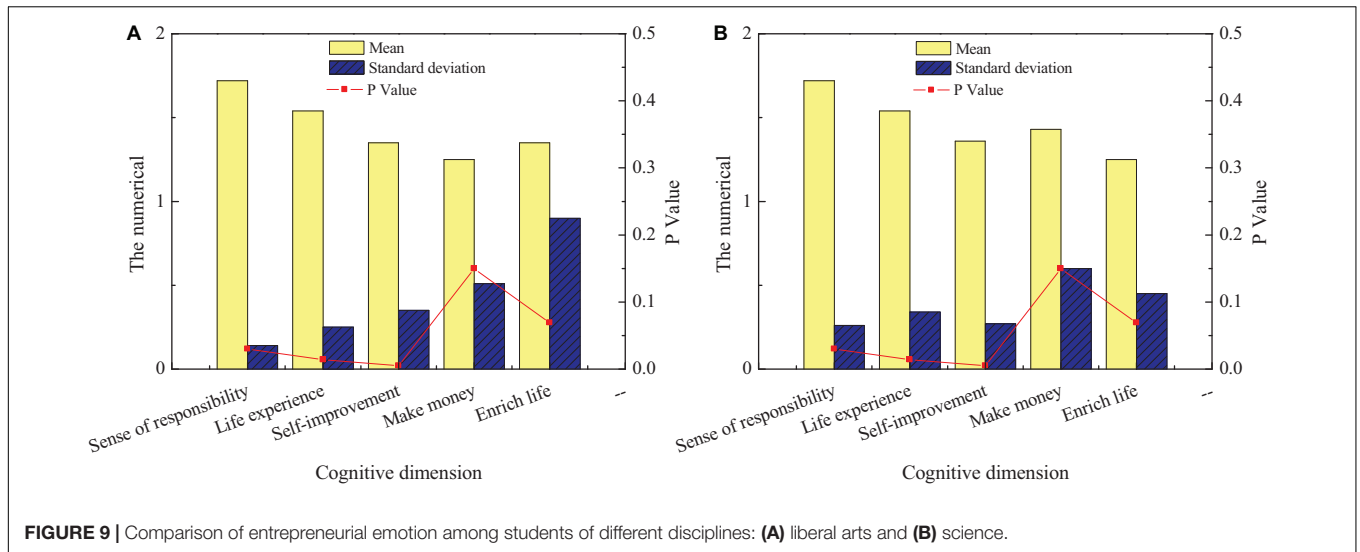 A
Mean
Standard deviation
P Value
2
1
0
The numerical
0.5
0.4
0.3
0.2
0.1
0.0
P Value
Sense of responsibility
Life experience
Self-improvement
Make money
Enrich life
--
Cognitive dimension
B
Mean
Standard deviation
P Value
2
1
0
The numerical
0.5
0.4
0.3
0.2
0.1
0.0
P Value
Sense of responsibility
Life experience
Self-improvement
Make money
Enrich life
--
Cognitive dimension
FIGURE 9 | Comparison of entrepreneurial emotion among students of different disciplines: (A) liberal arts and (B) science.